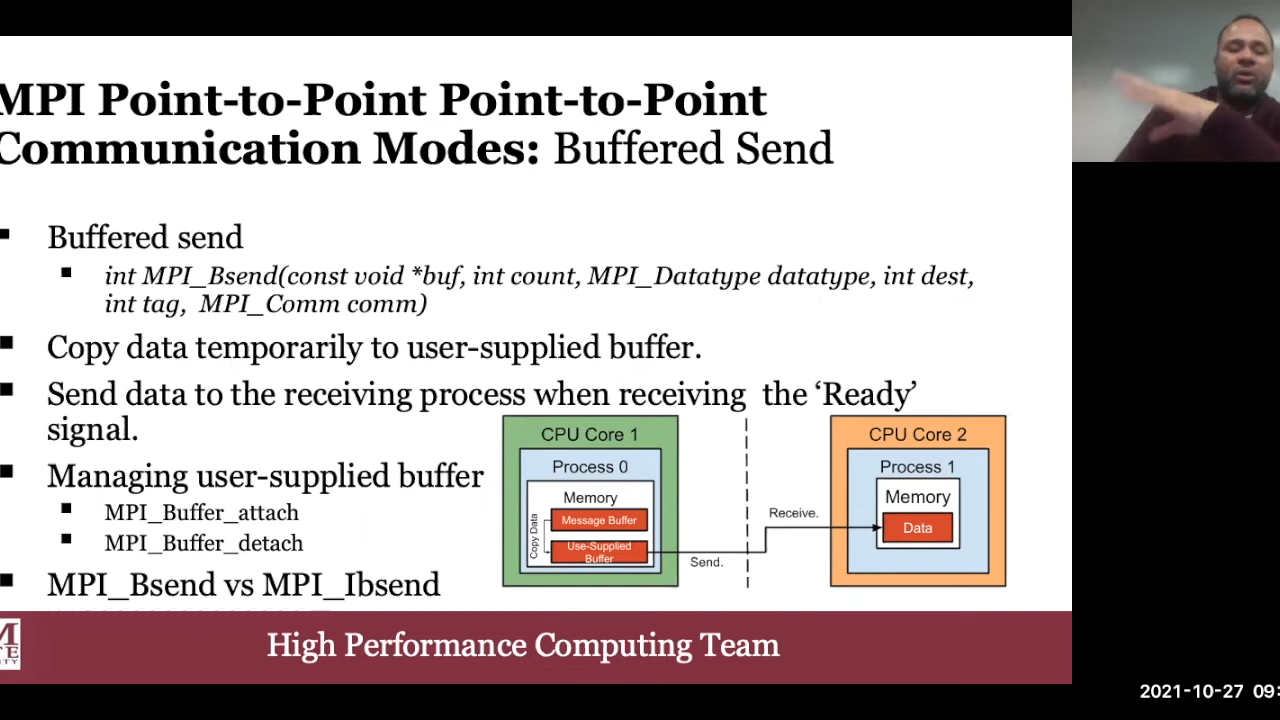 MPI Point-to-Point Point-to-Point
Communication Modes: Buffered Send
Buffered send
int MPI_Bsend(const void *buf, int count, MPI_Datatype datatype, int dest,
int tag, MPI_Comm comm)
Copy data temporarily to user-supplied buffer.
Send data to the receiving process when receiving the ‘Ready’
signal.
Managing user-supplied buffer
MPI_Buffer_attach
MPI_Buffer_detach
MPI_Bsend vs MPI_Ibsend
CPU Core 1
Process 0
Memory
Message Buffer
Copy Data
Use-Supplied
Buffer
Send.
Receive.
CPU Core 2
Process 1
Memory
Data
High Performance Computing Team
2021-10-27 09: